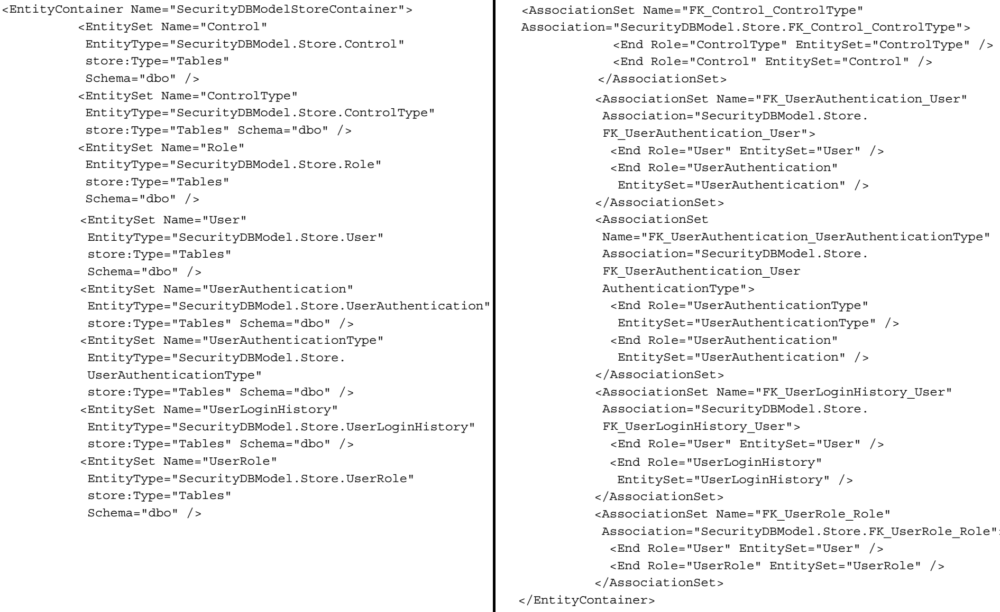 <EntityContainer Name="SecurityDBModelStoreContainer">
<EntitySet Name="Control"
EntityType="SecurityDBModel.Store.Control"
store:Type="Tables"
Schema="dbo" />
<EntitySet Name="ControlType"
EntityType="SecurityDBModel.Store.ControlType"
store:Type="Tables" Schema="dbo" />
<EntitySet Name="Role"
EntityType="SecurityDBModel.Store.Role"
store:Type="Tables"
Schema="dbo" />
<EntitySet Name="User"
EntityType="SecurityDBModel.Store.User"
store:Type="Tables"
Schema="dbo" />
<EntitySet Name="UserAuthentication"
EntityType="SecurityDBModel.Store.UserAuthentication"
store:Type="Tables" Schema="dbo" />
<EntitySet Name="UserAuthenticationType"
EntityType="SecurityDBModel.Store.
UserAuthenticationType"
store:Type="Tables" Schema="dbo" />
<EntitySet Name="UserLoginHistory"
EntityType="SecurityDBModel.Store.UserLoginHistory"
store:Type="Tables" Schema="dbo" />
<EntitySet Name="UserRole"
EntityType="SecurityDBModel.Store.UserRole"
store:Type="Tables"
Schema="dbo" />
<AssociationSet Name="FK_Control_ControlType"
Association="SecurityDBModel.Store.FK_Control_ControlType">
<End Role="ControlType" EntitySet="ControlType" />
<End Role="Control" EntitySet="Control" />
</AssociationSet>
<AssociationSet Name="FK_UserAuthentication_User"
Association="SecurityDBModel.Store.
FK_UserAuthentication_User">
<End Role="User" EntitySet="User" />
<End Role="UserAuthentication"
EntitySet="UserAuthentication" />
</AssociationSet>
<AssociationSet
Name="FK_UserAuthentication_UserAuthenticationType"
Association="SecurityDBModel.Store.
FK_UserAuthentication_User
AuthenticationType">
<End Role="UserAuthenticationType"
EntitySet="UserAuthenticationType" />
<End Role="UserAuthentication"
EntitySet="UserAuthentication" />
</AssociationSet>
<AssociationSet Name="FK_UserLoginHistory_User"
Association="SecurityDBModel.Store.
FK_UserLoginHistory_User">
<End Role="User" EntitySet="User" />
<End Role="UserLoginHistory"
EntitySet="UserLoginHistory" />
</AssociationSet>
<AssociationSet Name="FK_UserRole_Role"
Association="SecurityDBModel.Store.FK_UserRole_Role"
<End Role="User" EntitySet="User" />
<End Role="UserRole" EntitySet="UserRole" />
</AssociationSet>
</EntityContainer>